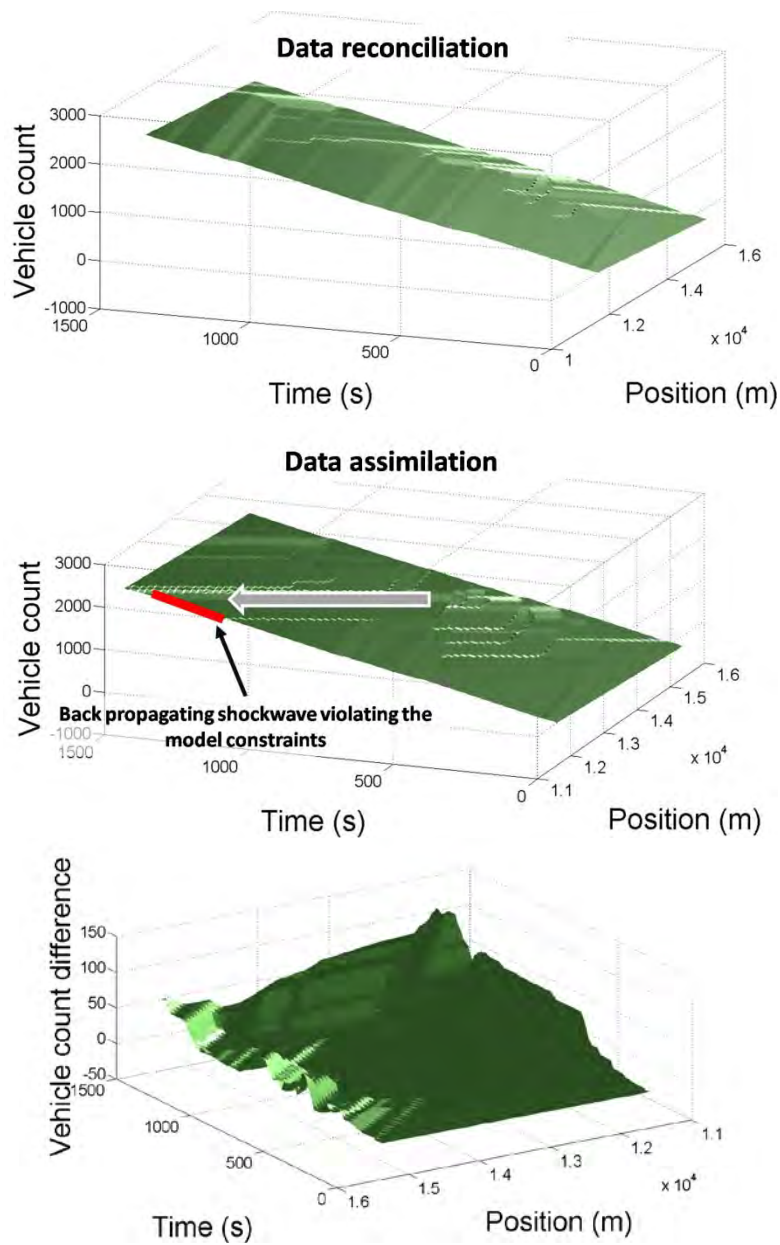 Data reconciliation
3000
2000
1000
0
-1000
1500
1000
500
0
1
1.2
1.4
1.6
x 10⁴
Vehicle count
Time (s)
Position (m)
Data assimilation
3000
2000
1000
0
-1000
1500
1000
500
0
1.1
1.2
1.3
1.4
1.5
1.6
x 10⁴
Vehicle count
Back propagating shockwave violating the
model constraints
Time (s)
Position (m)
150
100
50
0
-50
1500
1000
500
0
1.6
1.5
1.4
1.3
1.2
1.1
x 10⁴
Vehicle count difference
Time (s)
Position (m)